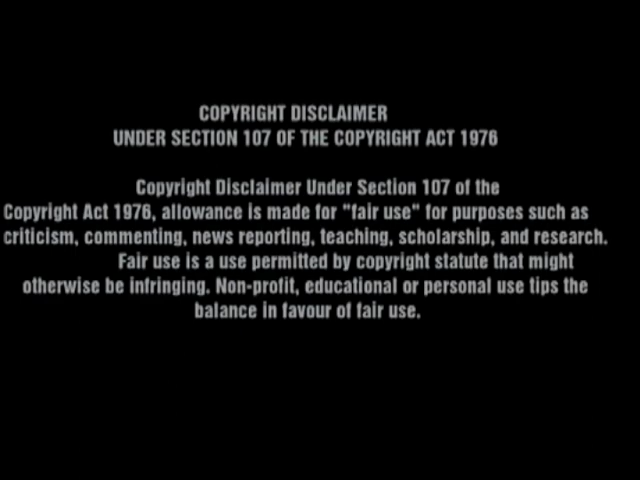 COPYRIGHT DISCLAIMER
UNDER SECTION 107 OF THE COPYRIGHT ACT 1976
Copyright Disclaimer Under Section 107 of the
Copyright Act 1976, allowance is made for "fair use" for purposes such as
criticism, commenting, news reporting, teaching, scholarship, and research.
Fair use is a use permitted by copyright statute that might
otherwise be infringing. Non-profit, educational or personal use tips the
balance in favour of fair use.